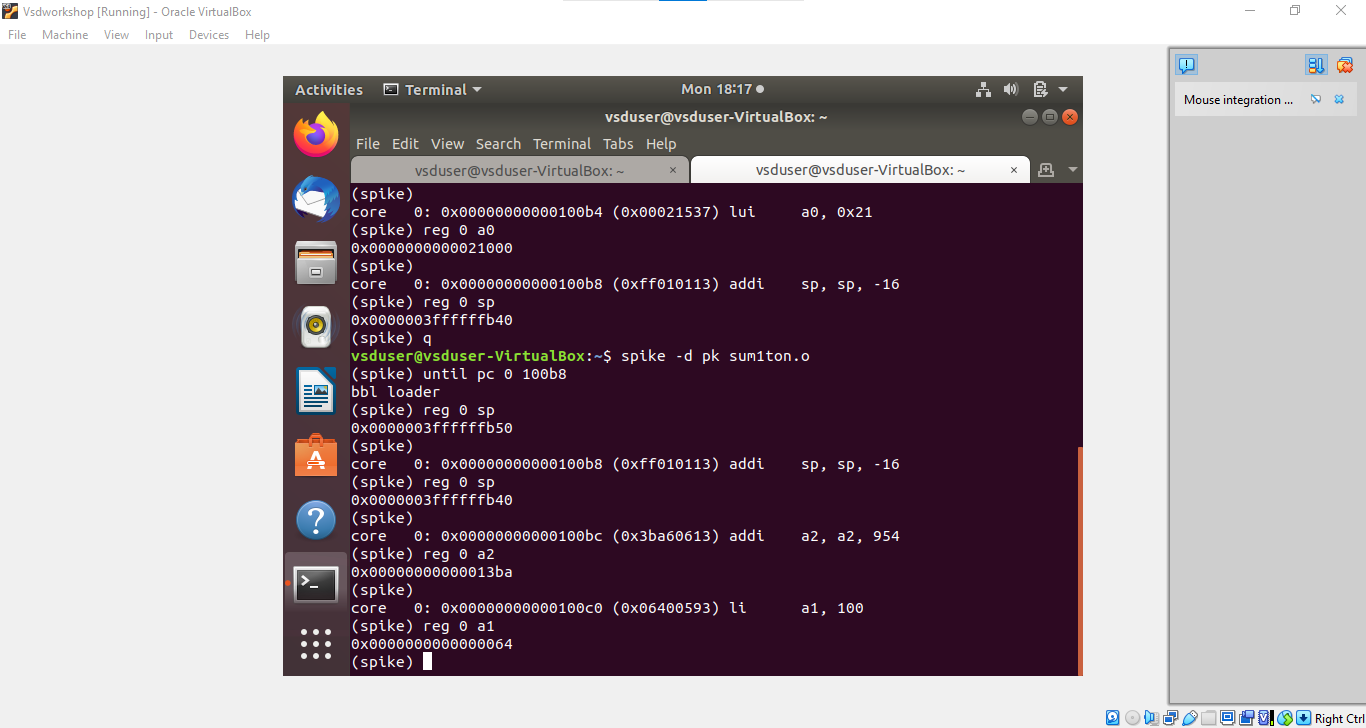 Vsdworkshop [Running] - Oracle VirtualBox
File Machine View Input Devices Help
Mouse integration ...
Activities Terminal Mon 18:17
vsduser@vsduser-VirtualBox: ~
File Edit View Search Terminal Tabs Help
vsduser@vsduser-VirtualBox: ~ × vsduser@vsduser-VirtualBox: ~ ×
(spike)
core   0: 0x00000000000100b4 (0x00021537) lui     a0, 0x21
(spike) reg 0 a0
0x0000000000021000
(spike)
core   0: 0x00000000000100b8 (0xff010113) addi    sp, sp, -16
(spike) reg 0 sp
0x0000003ffffffb40
(spike) q
vsduser@vsduser-VirtualBox:~$ spike -d pk sum1ton.o
(spike) until pc 0 100b8
bbl loader
(spike) reg 0 sp
0x0000003ffffffb50
(spike)
core   0: 0x00000000000100b8 (0xff010113) addi    sp, sp, -16
(spike) reg 0 sp
0x0000003ffffffb40
(spike)
core   0: 0x00000000000100bc (0x3ba60613) addi    a2, a2, 954
(spike) reg 0 a2
0x00000000000013ba
(spike)
core   0: 0x00000000000100c0 (0x06400593) li      a1, 100
(spike) reg 0 a1
0x0000000000000064
(spike)
Right Ctrl